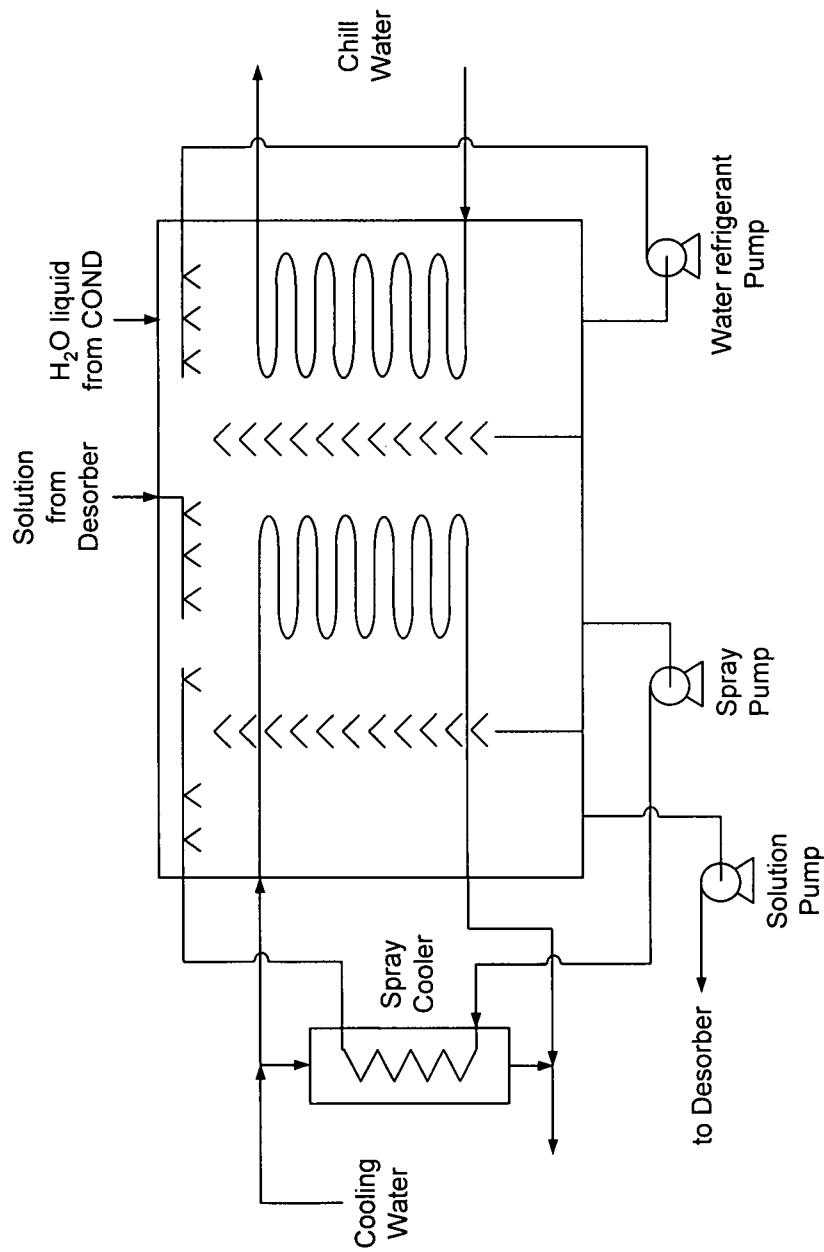 Solution
from
Desorber
H₂O liquid
from COND
Chill
Water
Spray
Cooler
Cooling
Water
to Desorber
Solution
Pump
Spray
Pump
Water refrigerant
Pump